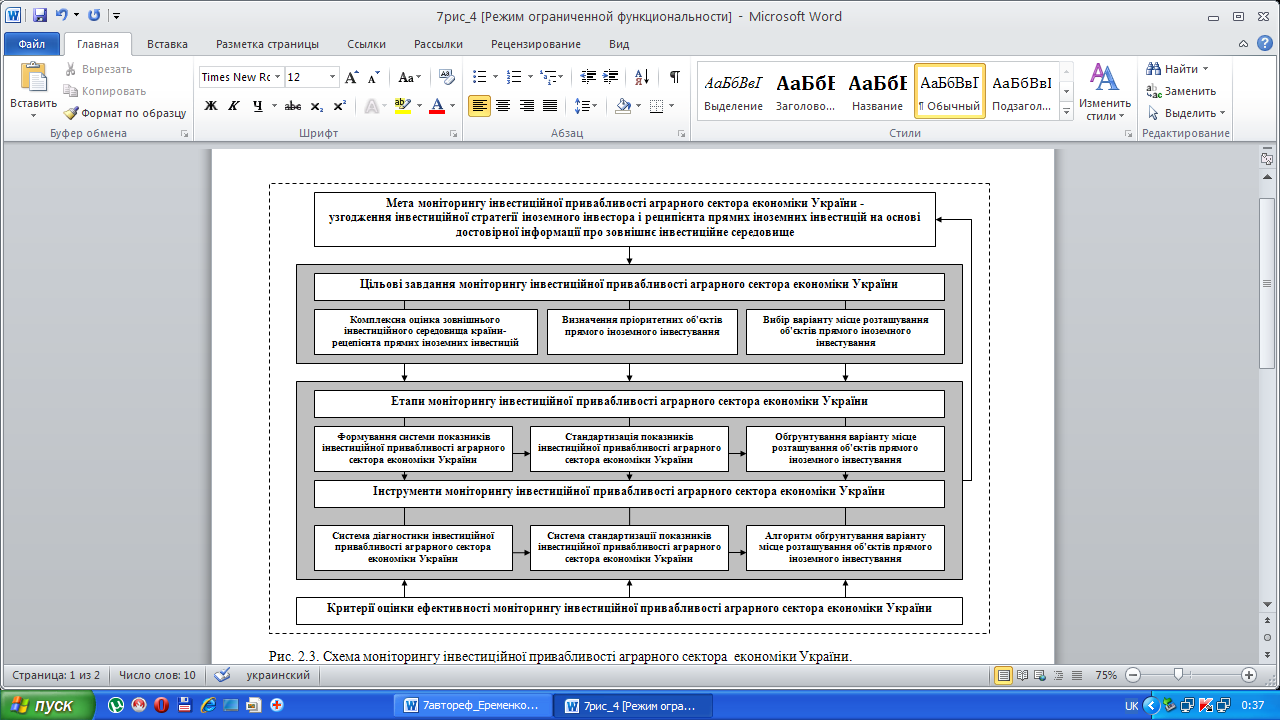 7рис_4 [Режим ограниченной функциональности] - Microsoft Word
Файл Главная Вставка Разметка страницы Ссылки Рассылки Рецензирование Вид
Вставить
Вырезать
Копировать
Формат по образцу
Буфер обмена
Times New Ro 12
Шрифт
Абзац
АаБбВвГ АаБбВ АаБбВ АаБбВвГ АаБбВвГ
Выделение Заголово... Название ¶ Обычный Подзагол...
Стили
Изменить
стили
Найти
Заменить
Выделить
Редактирование
Мета моніторингу інвестиційної привабливості аграрного сектора економіки України -
узгодження інвестиційної стратегії іноземного інвестора і реципієнта прямих іноземних інвестицій на основі
достовірної інформації про зовнішнє інвестиційне середовище
Цільові завдання моніторингу інвестиційної привабливості аграрного сектора економіки України
Комплексна оцінка зовнішнього
інвестиційного середовища країни-
рецепієнта прямих іноземних інвестицій
Визначення пріоритетних об'єктів
прямого іноземного інвестування
Вибір варіанту місце розташування
об'єктів прямого іноземного
інвестування
Етапи моніторингу інвестиційної привабливості аграрного сектора економіки України
Формування системи показників
інвестиційної привабливості аграрного
сектора економіки України
Стандартизація показників
інвестиційної привабливості аграрного
сектора економіки України
Обґрунтування варіанту місце
розташування об'єктів прямого
іноземного інвестування
Інструменти моніторингу інвестиційної привабливості аграрного сектора економіки України
Система діагностики інвестиційної
привабливості аграрного сектора
економіки України
Система стандартизації показників
інвестиційної привабливості аграрного
сектора економіки України
Алгоритм обґрунтування варіанту
місце розташування об'єктів прямого
іноземного інвестування
Критерії оцінки ефективності моніторингу інвестиційної привабливості аграрного сектора економіки України
Рис. 2.3. Схема моніторингу інвестиційної привабливості аграрного сектора економіки України.
Страница: 1 из 2 Число слов: 10 украинский 75%
пуск 7автореф_Еременко... 7рис_4 [Режим огра... UK 0:37